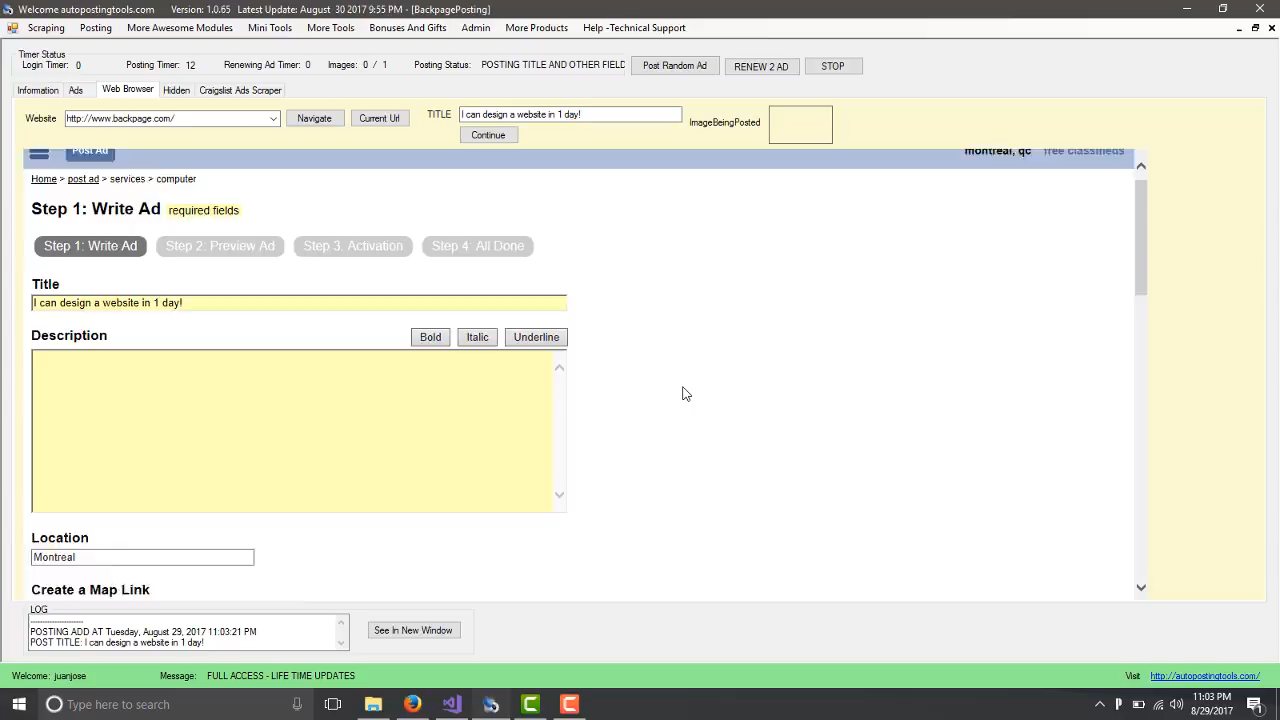 Welcome autopostingtools.com Version: 1.0.65 Latest Update: August 30 2017 9:55 PM - [BackpagePosting]
Scraping Posting More Awesome Modules Mini Tools More Tools Bonuses And Gifts Admin More Products Help -Technical Support
Timer Status
Login Timer: 0 Posting Timer: 12 Renewing Ad Timer: 0 Images: 0 / 1 Posting Status: POSTING TITLE AND OTHER FIELD Post Random Ad RENEW 2 AD STOP
Information Ads Web Browser Hidden Craigslist Ads Scraper
Website http://www.backpage.com/ Navigate Current Url TITLE I can design a website in 1 day! ImageBeingPosted
Continue
Post Ad montreal, qc free classifieds
Home > post ad > services > computer
Step 1: Write Ad required fields
Step 1: Write Ad Step 2: Preview Ad Step 3. Activation Step 4: All Done
Title
I can design a website in 1 day!
Description Bold Italic Underline
Location
Montreal
Create a Map Link
LOG
---------------------
POSTING ADD AT Tuesday, August 29, 2017 11:03:21 PM
POST TITLE: I can design a website in 1 day!
See In New Window
Welcome: juanjose Message: FULL ACCESS - LIFE TIME UPDATES Visit http://autopostingtools.com/
Type here to search
11:03 PM
8/29/2017